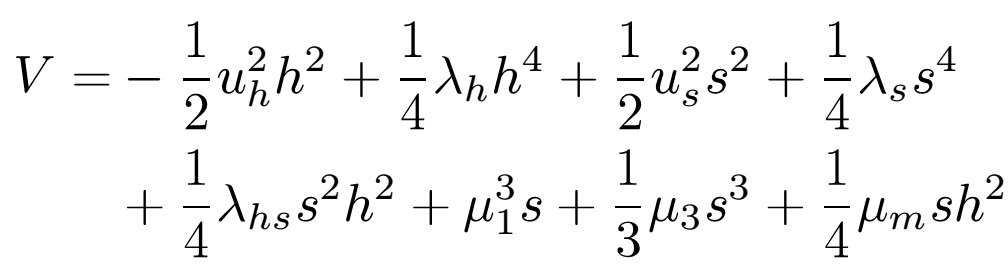 V = − 1/2 u_h^2 h^2 + 1/4 λ_h h^4 + 1/2 u_s^2 s^2 + 1/4 λ_s s^4
+ 1/4 λ_{hs} s^2 h^2 + μ_1^3 s + 1/3 μ_3 s^3 + 1/4 μ_m s h^2